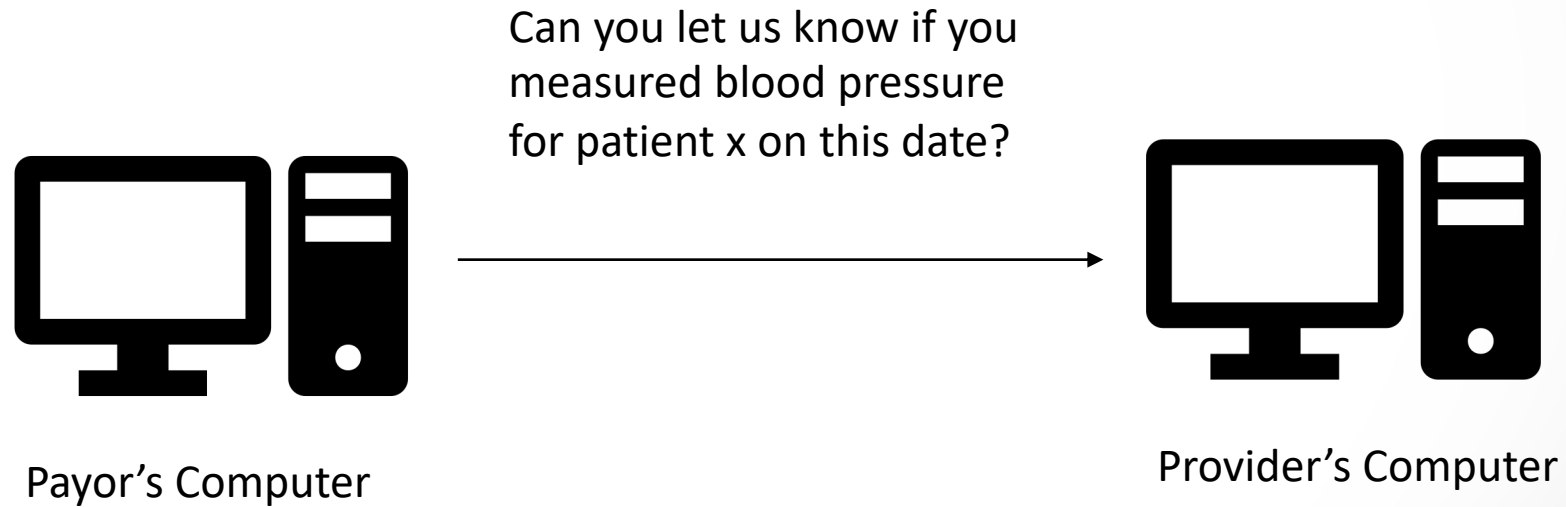 Can you let us know if you
measured blood pressure
for patient x on this date?
Payor’s Computer
Provider’s Computer